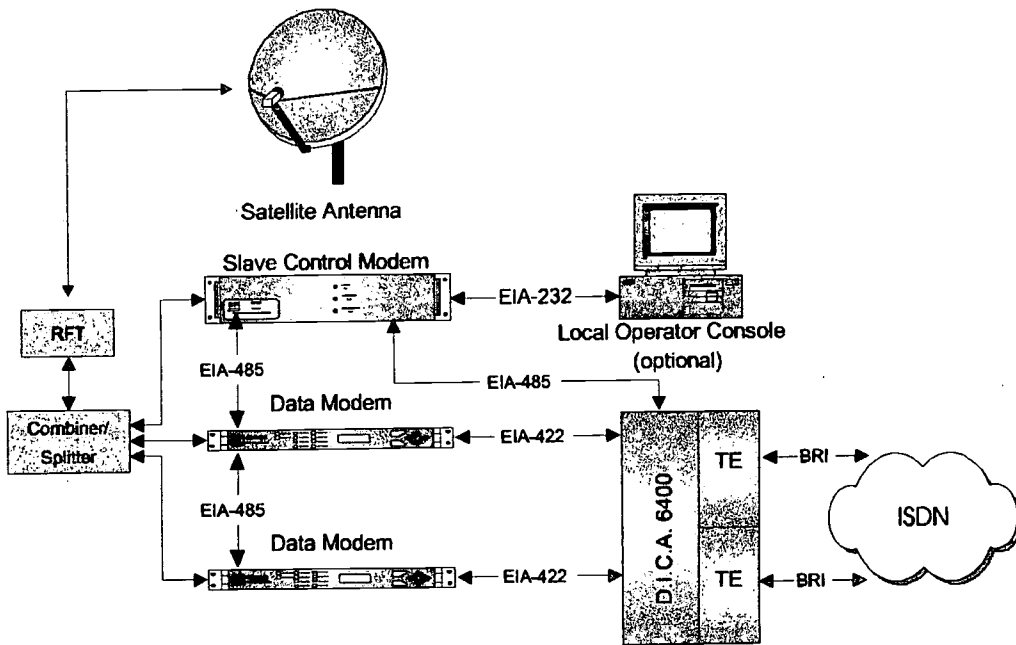 Satellite Antenna
Slave Control Modem
EIA-232
Local Operator Console
(optional)
RFT
EIA-485
EIA-485
Data Modem
Combiner/
Splitter
EIA-422
D.I.C.A. 6400
TE
BRI
ISDN
EIA-485
Data Modem
EIA-422
TE
BRI